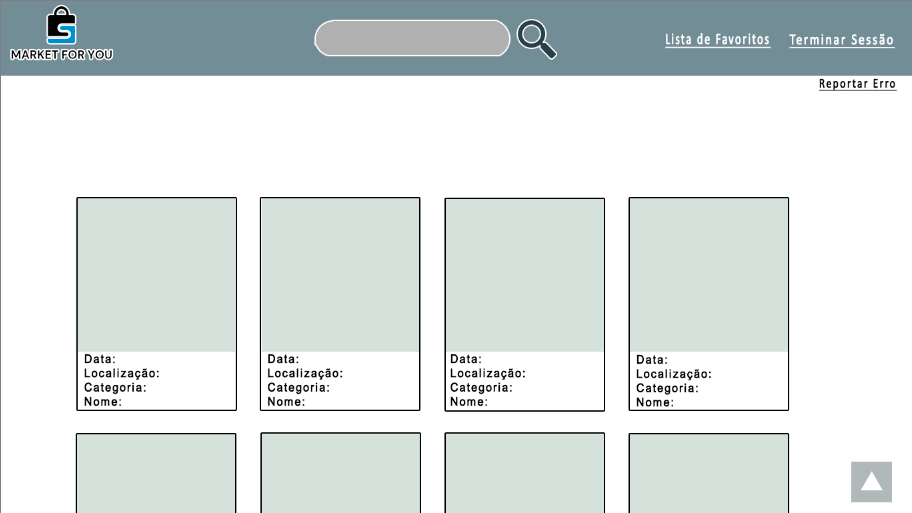 MARKET FOR YOU
Lista de Favoritos
Terminar Sessão
Reportar Erro
Data:
Localização:
Categoria:
Nome:
Data:
Localização:
Categoria:
Nome:
Data:
Localização:
Categoria:
Nome:
Data:
Localização:
Categoria:
Nome: